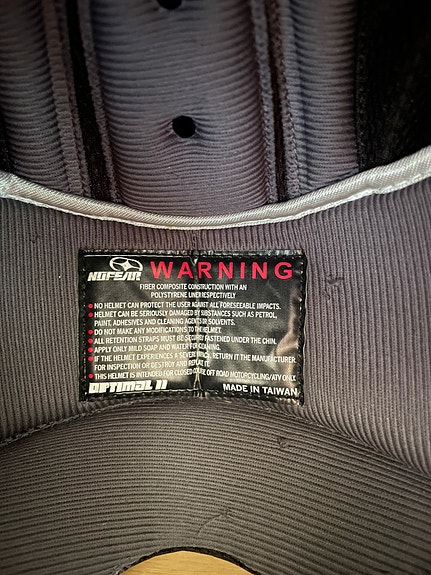 NO FEAR WARNING
FIBER COMPOSITE CONSTRUCTION WITH AN
POLYSTYRENE LINER RESPECTIVELY
• NO HELMET CAN PROTECT THE USER AGAINST ALL FORESEEABLE IMPACTS.
• HELMET CAN BE SERIOUSLY DAMAGED BY SUBSTANCES SUCH AS PETROL,
PAINT, ADHESIVES AND CLEANING AGENTS OR SOLVENTS.
• DO NOT MAKE ANY MODIFICATIONS TO THE HELMET.
• ALL RETENTION STRAPS MUST BE SECURELY FASTENED UNDER THE CHIN.
• APPLY ONLY MILD SOAP AND WATER FOR CLEANING.
• IF THE HELMET EXPERIENCES A SEVERE RETURN IT THE MANUFACTURER
FOR INSPECTION OR DESTROY AND REPLACE IT.
• THIS HELMET IS INTENDED FOR CLOSED COURSE OFF ROAD MOTORCYCLING/ATV ONLY.
OPTIMAL II MADE IN TAIWAN